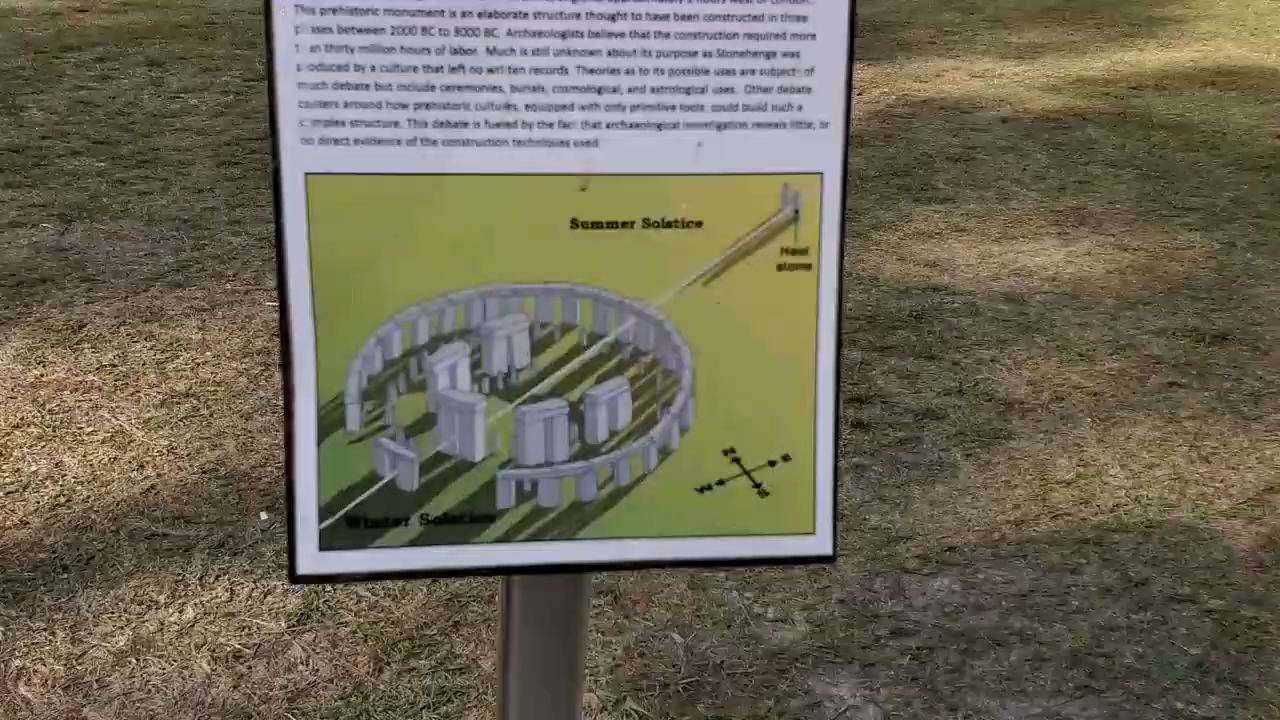 approximately 2 hours west of London.
This prehistoric monument is an elaborate structure thought to have been constructed in three
phases between 2000 BC to 3000 BC. Archaeologists believe that the construction required more
than thirty million hours of labor. Much is still unknown about its purpose as Stonehenge was
produced by a culture that left no written records. Theories as to its possible uses are subject of
much debate but include ceremonies, burials, cosmological, and astrological uses. Other debate
centers around how prehistoric cultures, equipped with only primitive tools, could build such a
complex structure. This debate is fueled by the fact that archaeological investigation reveals little, or
no direct evidence of the construction techniques used
Summer Solstice
Heel
stone
N
E
W
S
Winter Solstice